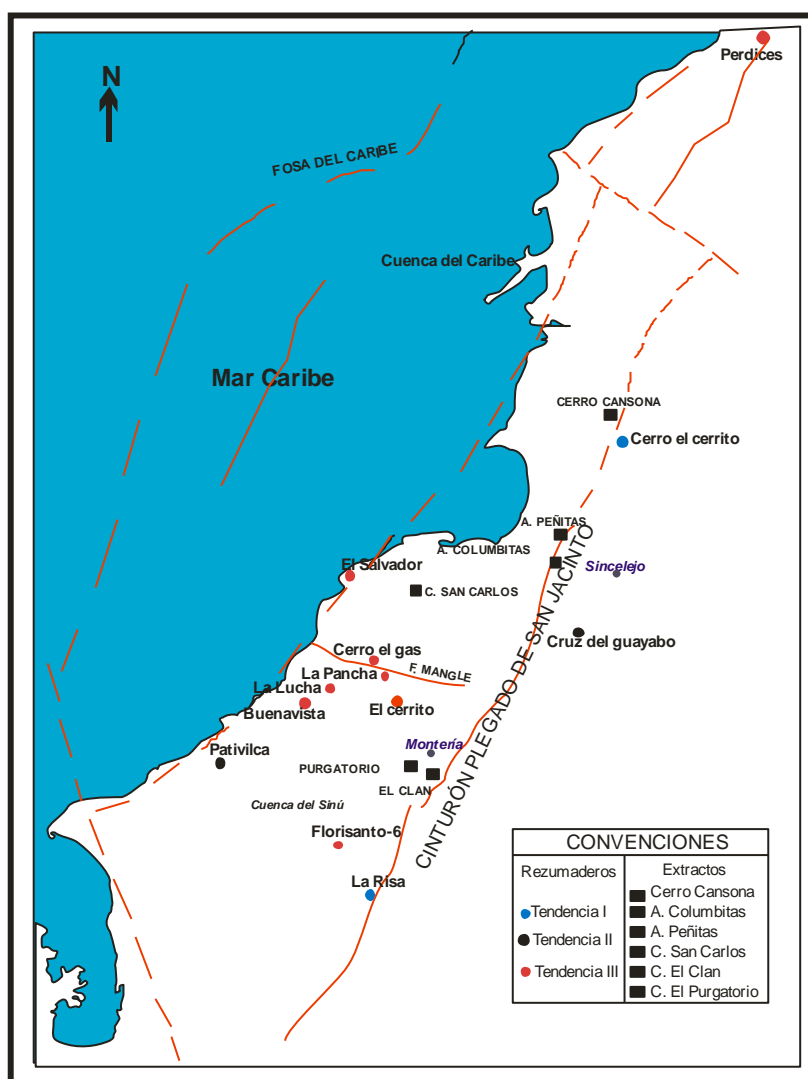 Perdices
N
FOSA DEL CARIBE
Cuenca del Caribe
Mar Caribe
CERRO CANSONA
Cerro el cerrito
A. PEÑITAS
A. COLUMBITAS
Sincelejo
El Salvador
C. SAN CARLOS
CINTURÓN PLEGADO DE SAN JACINTO
Cruz del guayabo
Cerro el gas
La Pancha
F. MANGLE
La Lucha
Buenavista
El cerrito
Montería
Pativilca
PURGATORIO
EL CLAN
Cuenca del Sinú
Florisanto-6
La Risa
CONVENCIONES
Rezumaderos
Tendencia I
Tendencia II
Tendencia III
Extractos
Cerro Cansona
A. Columbitas
A. Peñitas
C. San Carlos
C. El Clan
C. El Purgatorio